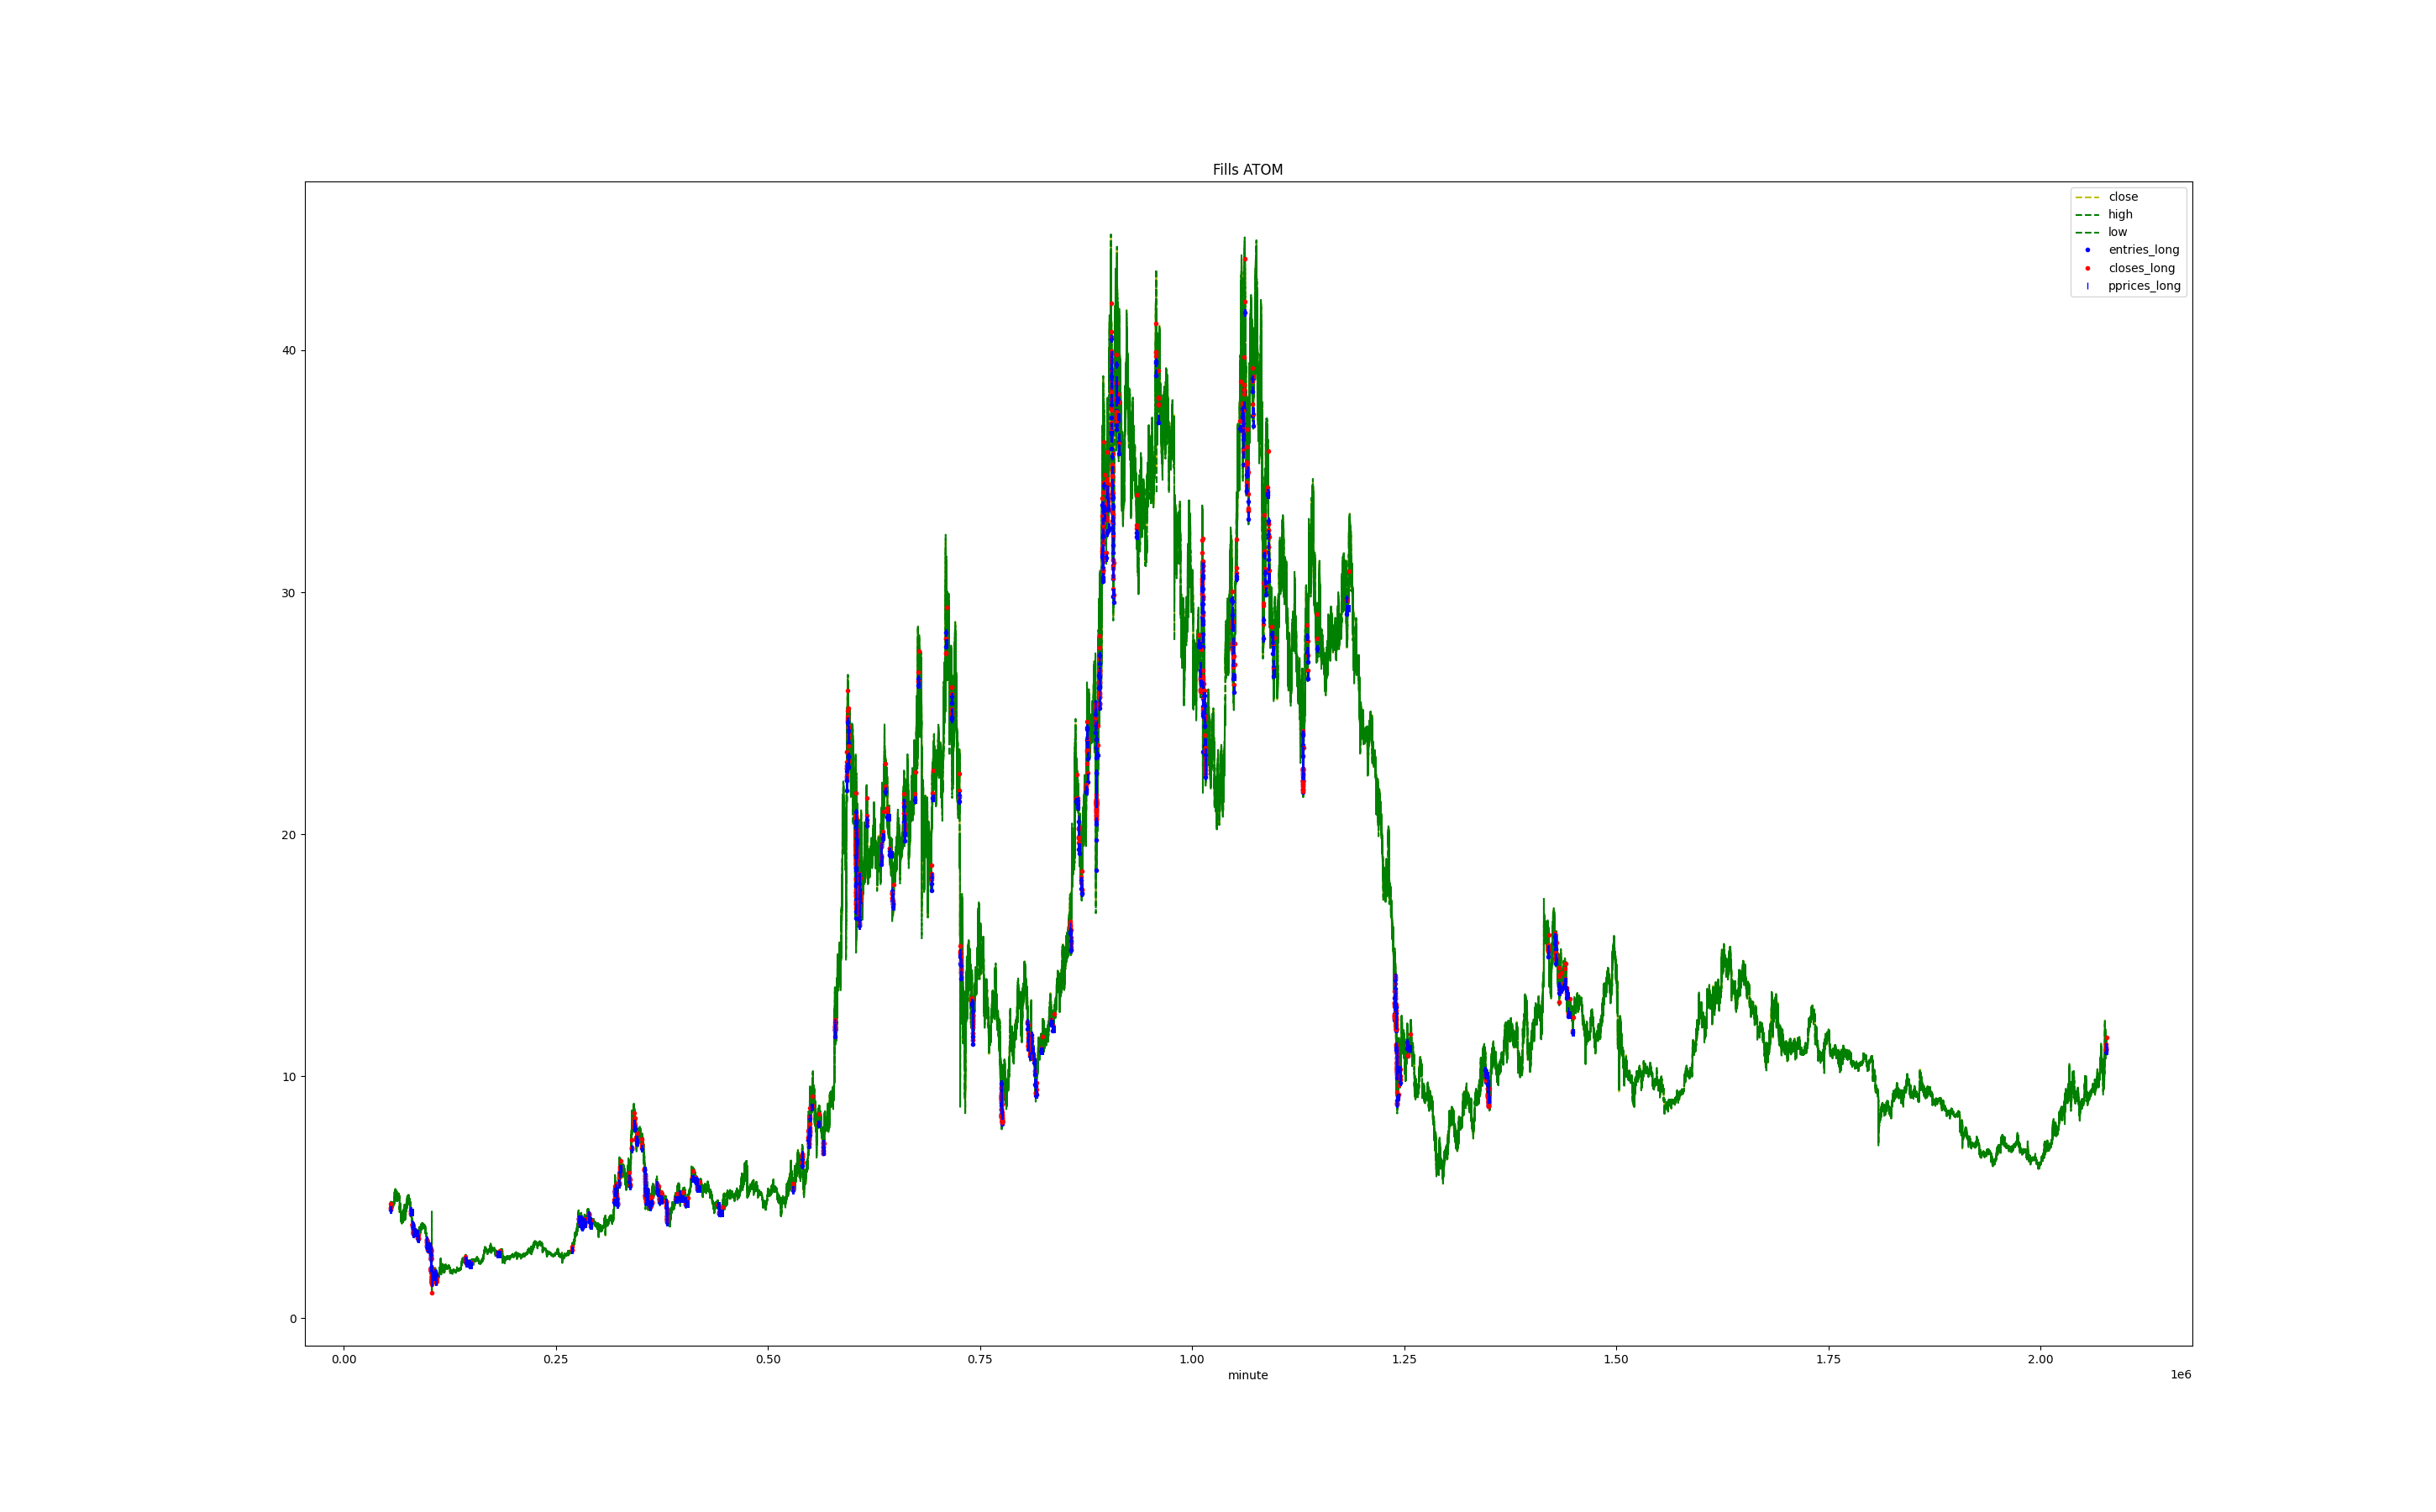 Fills ATOM
close
high
low
entries_long
closes_long
pprices_long
40
30
20
10
0
0.00 0.25 0.50 0.75 1.00 1.25 1.50 1.75 2.00
minute
1e6